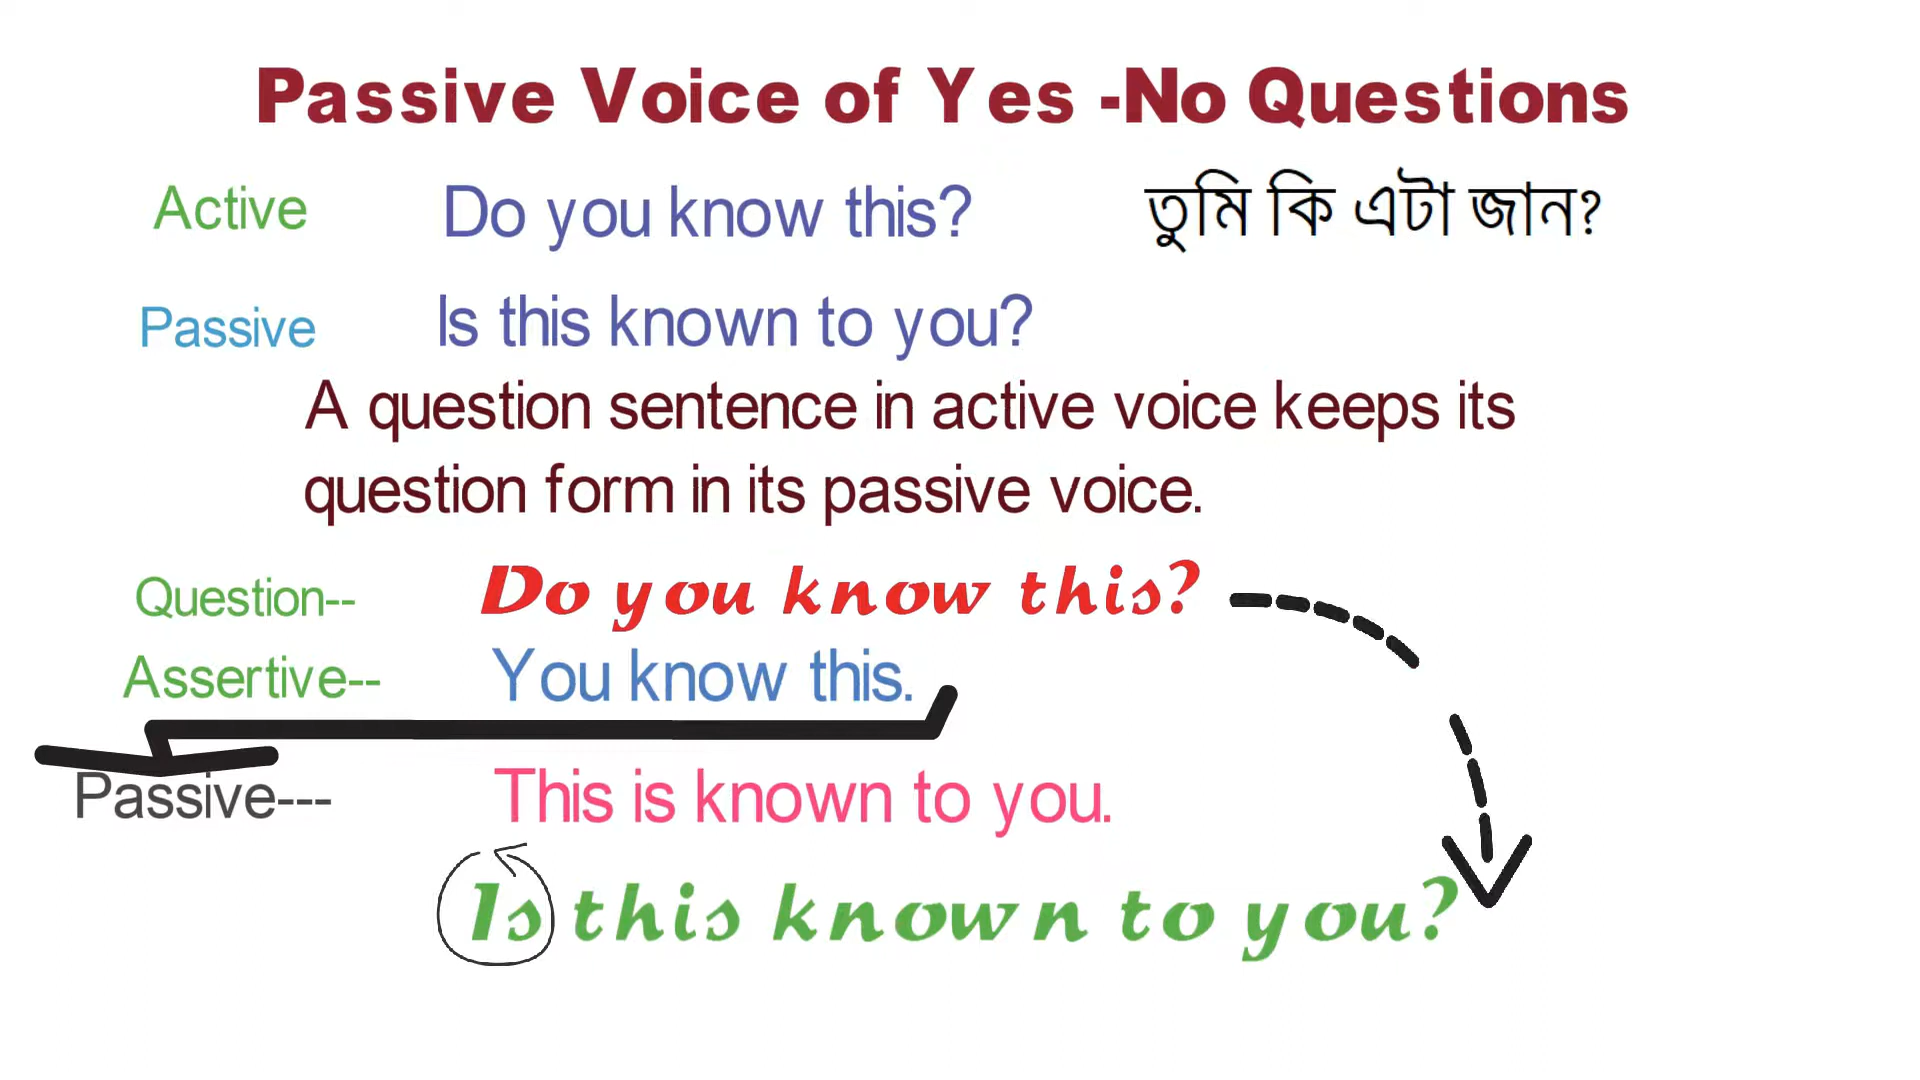 Passive Voice of Yes -No Questions
Active Do you know this? তুমি কি এটা জান?
Passive Is this known to you?
A question sentence in active voice keeps its
question form in its passive voice.
Question-- Do you know this?
Assertive-- You know this.
Passive--- This is known to you.
Is this known to you?